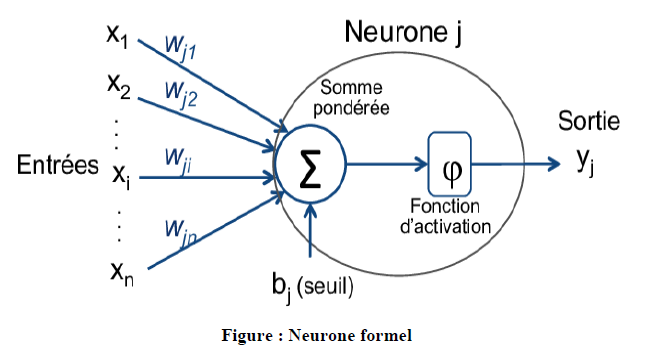 Neurone j
x1
wj1
x2
wj2
Somme
pondérée
Entrées
xi
wji
Σ
φ
Sortie
yj
Fonction
d'activation
xn
wjn
bj (seuil)
Figure : Neurone formel